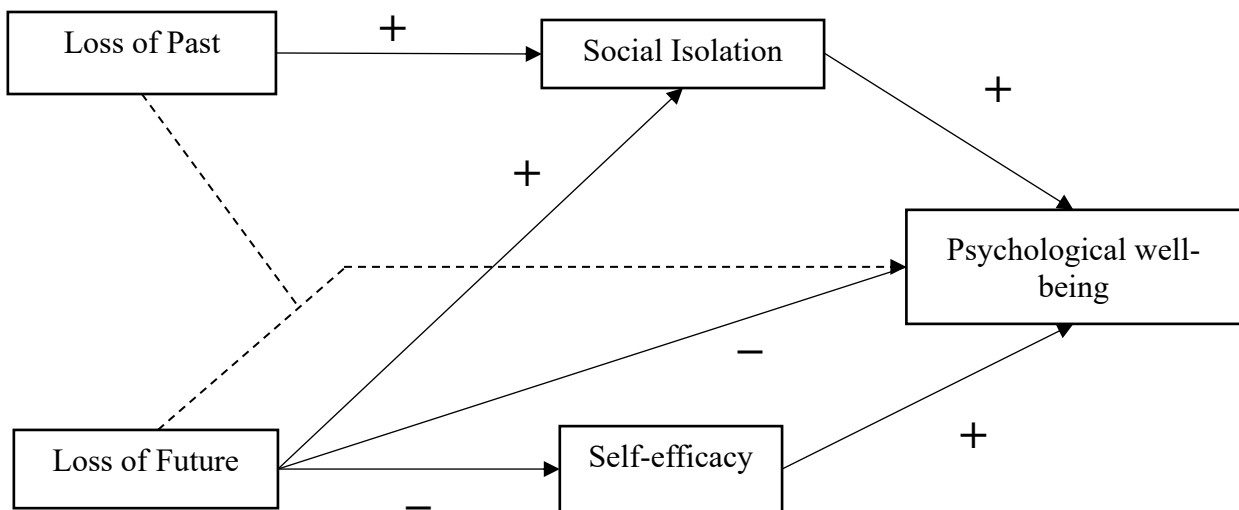 Loss of Past
+
Social Isolation
+
+
Psychological well-
being
−
Loss of Future
Self-efficacy
+
−